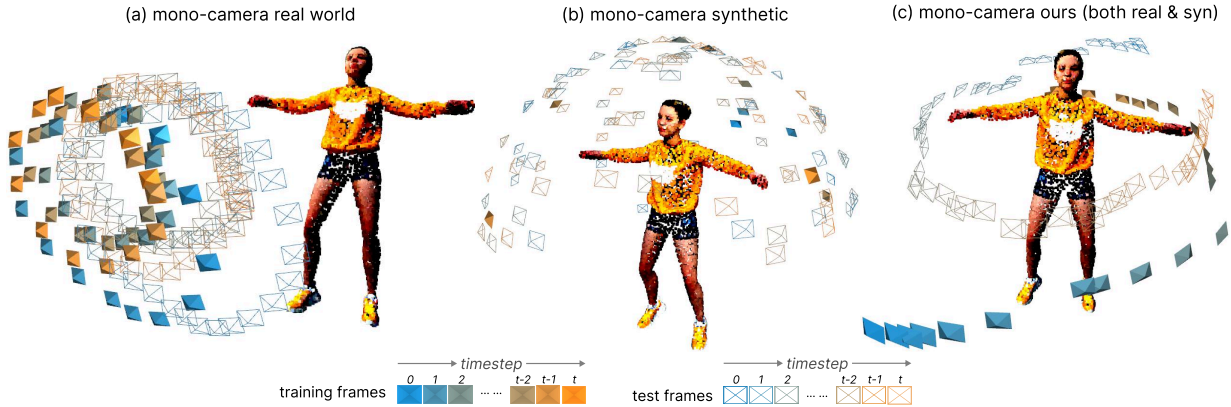 (a) mono-camera real world
(b) mono-camera synthetic
(c) mono-camera ours (both real & syn)
timestep
timestep
0 1 2 t-2 t-1 t
0 1 2 t-2 t-1 t
training frames ... ...
test frames ... ...